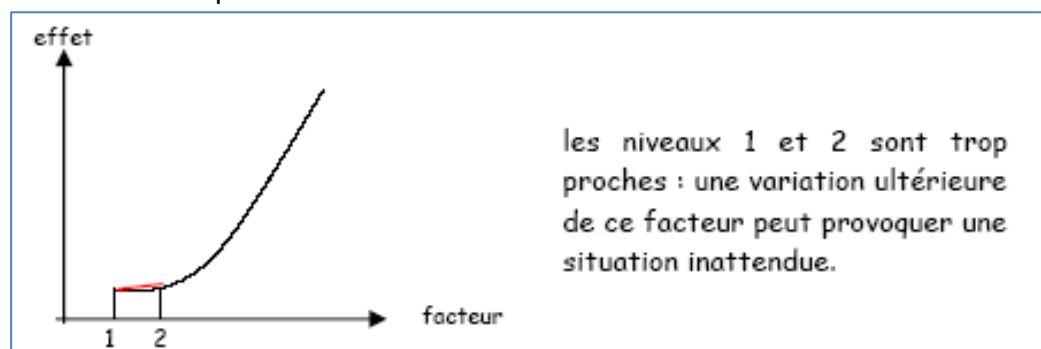 effet
les niveaux 1 et 2 sont trop
proches : une variation ultérieure
de ce facteur peut provoquer une
situation inattendue.
facteur
1 2